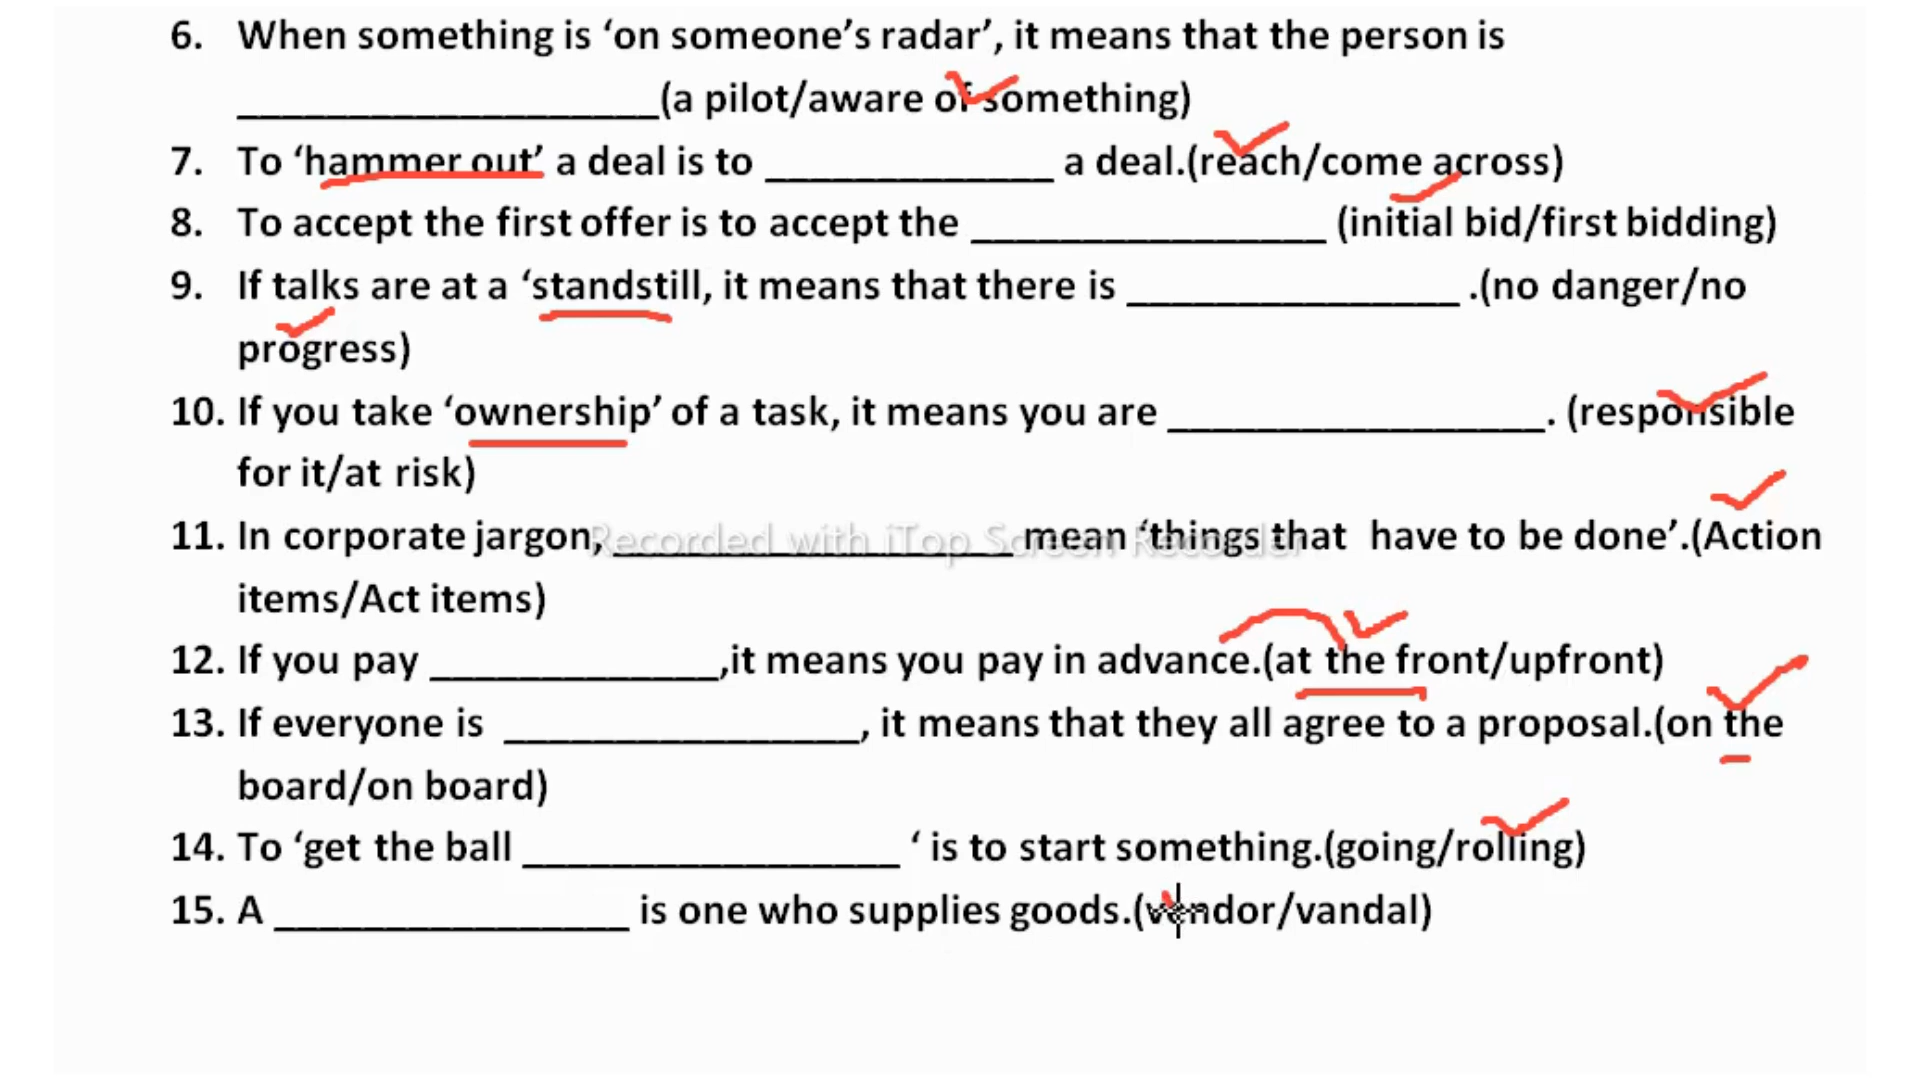 6. When something is ‘on someone’s radar’, it means that the person is
___________________(a pilot/aware of something)
7. To ‘hammer out’ a deal is to _____________ a deal.(reach/come across)
8. To accept the first offer is to accept the ________________ (initial bid/first bidding)
9. If talks are at a ‘standstill, it means that there is _______________ .(no danger/no
progress)
10. If you take ‘ownership’ of a task, it means you are _________________. (responsible
for it/at risk)
11. In corporate jargon, __________________ mean ‘things that have to be done’.(Action
items/Act items)
Recorded with iTop Screen Recorder
12. If you pay _____________,it means you pay in advance.(at the front/upfront)
13. If everyone is ________________, it means that they all agree to a proposal.(on the
board/on board)
14. To ‘get the ball _________________ ‘ is to start something.(going/rolling)
15. A ________________ is one who supplies goods.(vendor/vandal)